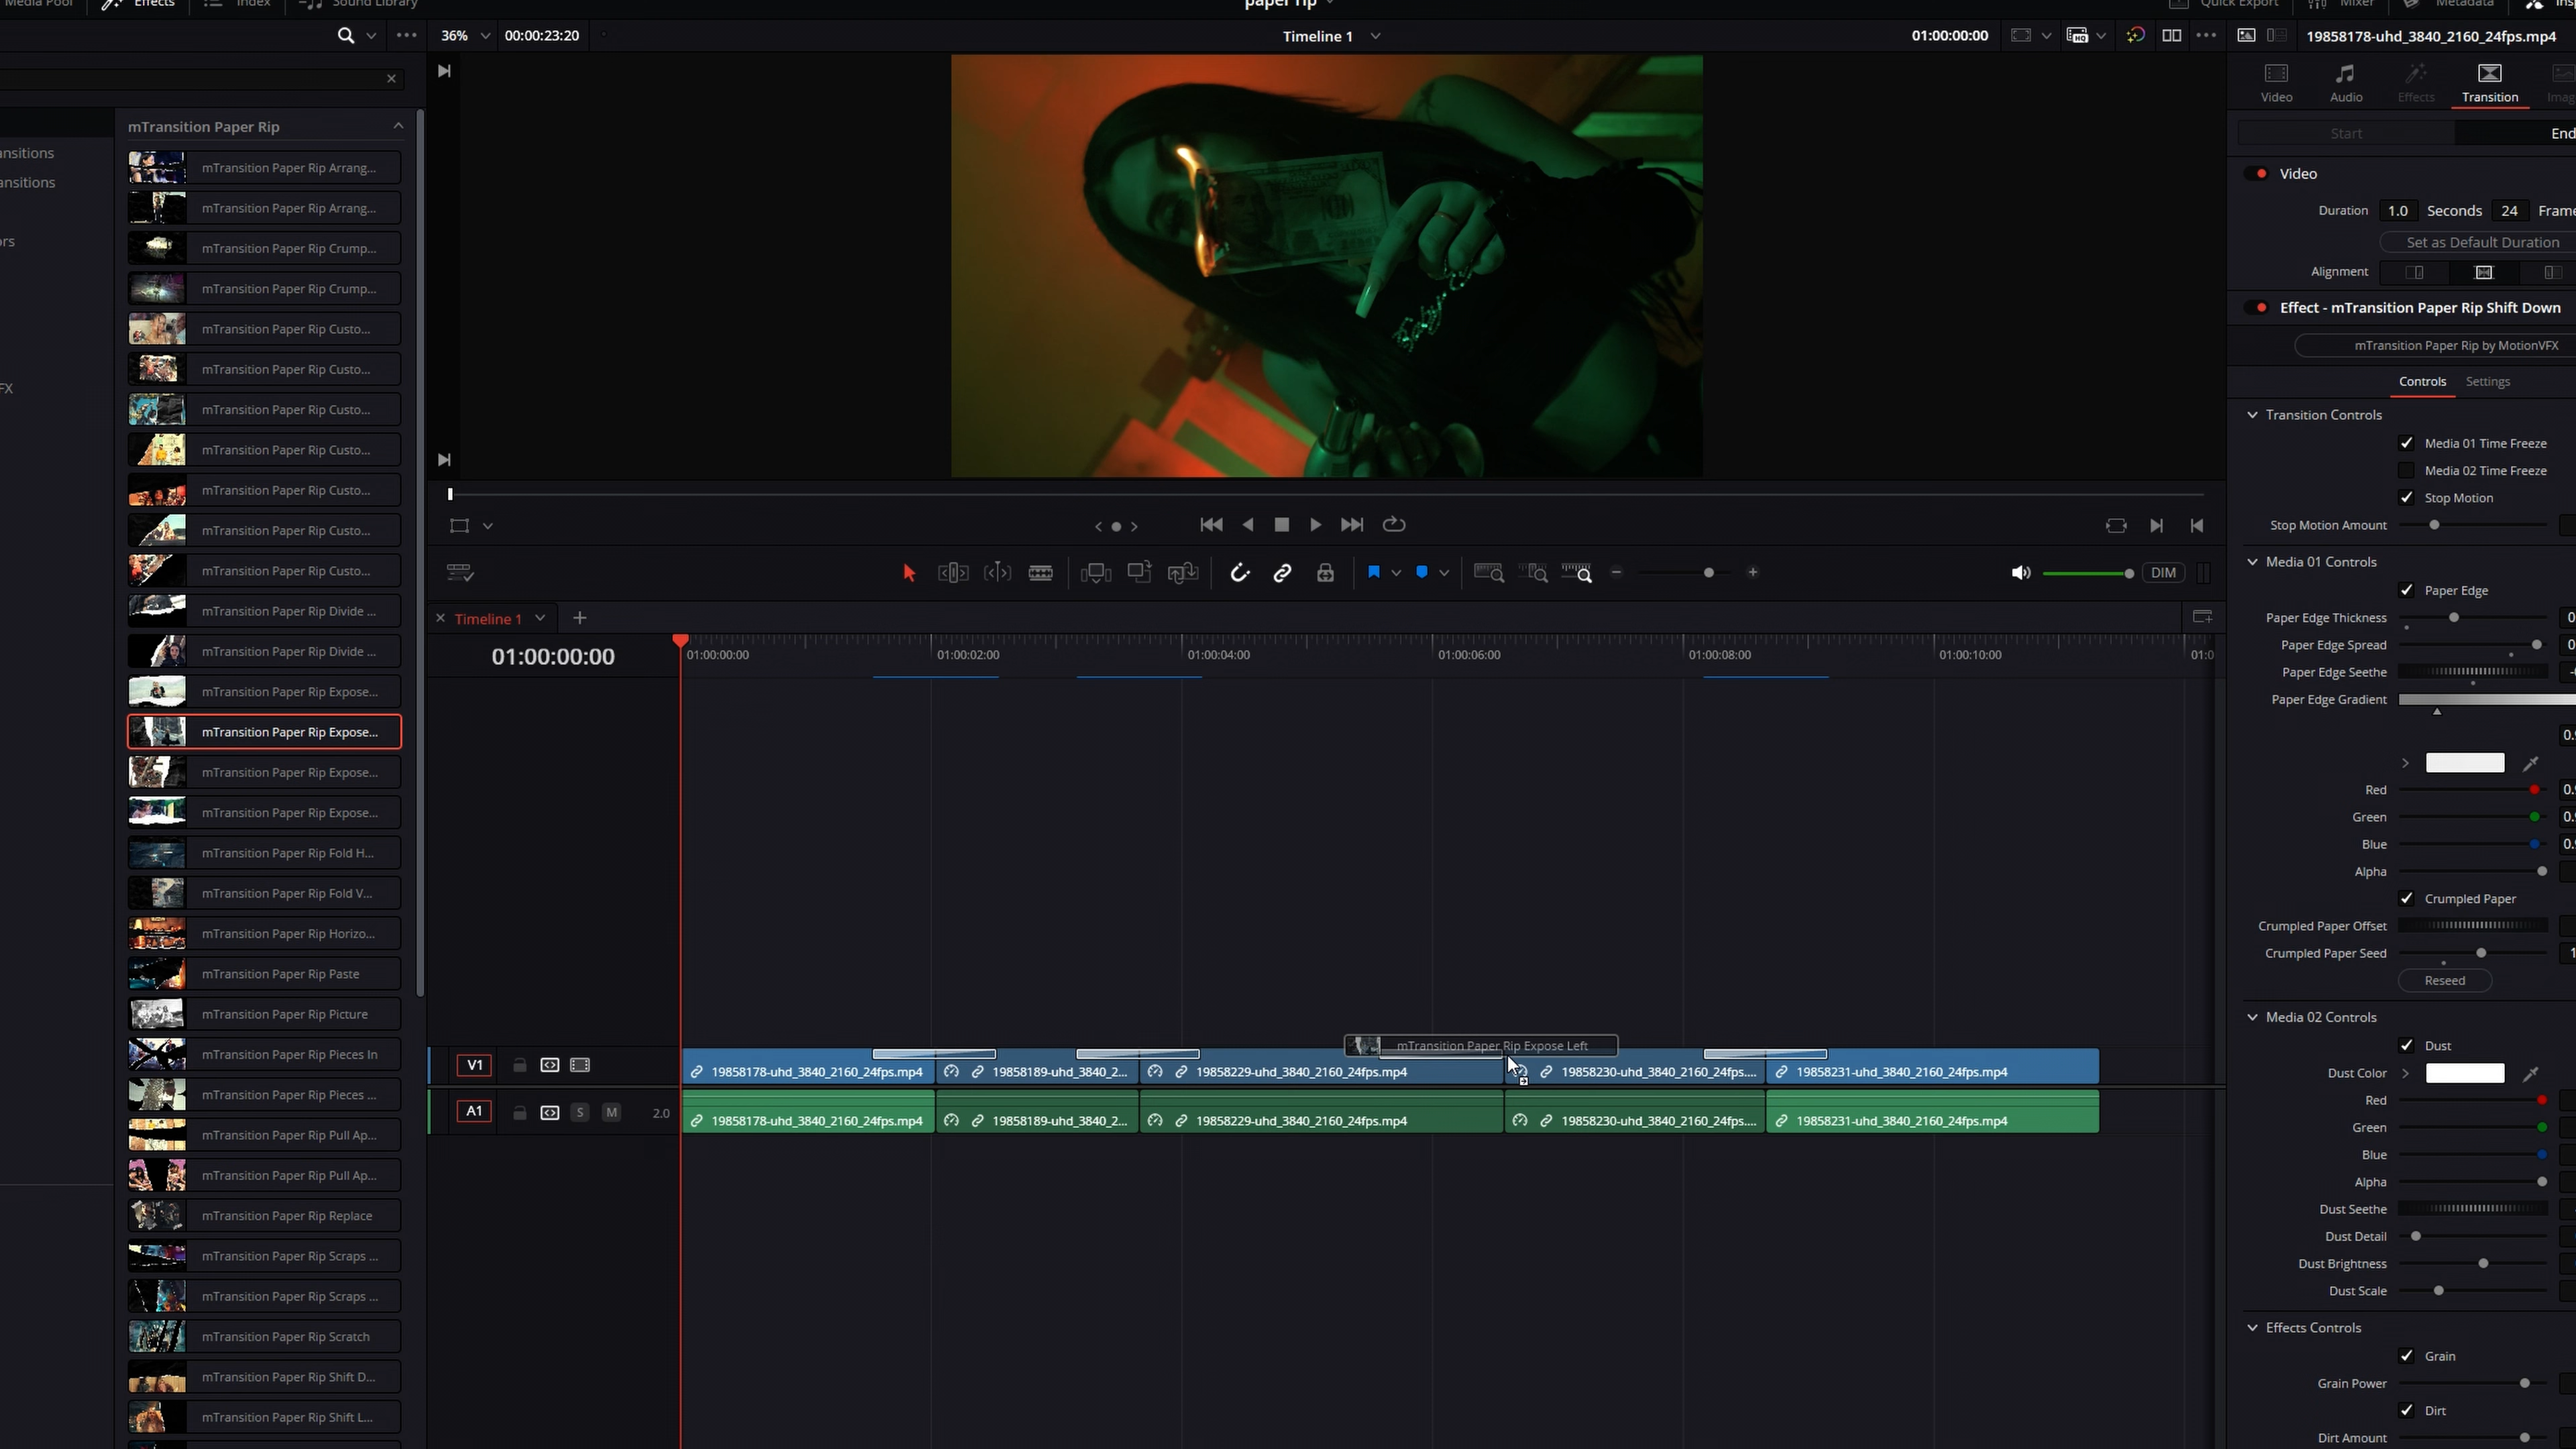 Media Pool
Effects
Index
Sound Library
paper rip
Quick Export
Mixer
Metadata
36%
00:00:23:20
Timeline 1
01:00:00:00
19858178-uhd_3840_2160_24fps.mp4
Video
Audio
Effects
Transition
Start
End
Video
Duration 1.0 Seconds 24
Set as Default Duration
Alignment
Effect - mTransition Paper Rip Shift Down
mTransition Paper Rip by MotionVFX
Controls Settings
Transition Controls
Media 01 Time Freeze
Media 02 Time Freeze
Stop Motion
Stop Motion Amount
Media 01 Controls
Paper Edge
Paper Edge Thickness
Paper Edge Spread
Paper Edge Seethe
Paper Edge Gradient
Red
Green
Blue
Alpha
Crumpled Paper
Crumpled Paper Offset
Crumpled Paper Seed
Reseed
Media 02 Controls
Dust
Dust Color
Red
Green
Blue
Alpha
Dust Seethe
Dust Detail
Dust Brightness
Dust Scale
Effects Controls
Grain
Grain Power
Dirt
Dirt Amount
mTransition Paper Rip
mTransition Paper Rip Arrang...
mTransition Paper Rip Arrang...
mTransition Paper Rip Crump...
mTransition Paper Rip Crump...
mTransition Paper Rip Custo...
mTransition Paper Rip Custo...
mTransition Paper Rip Custo...
mTransition Paper Rip Custo...
mTransition Paper Rip Custo...
mTransition Paper Rip Custo...
mTransition Paper Rip Custo...
mTransition Paper Rip Divide ...
mTransition Paper Rip Divide ...
mTransition Paper Rip Expose...
mTransition Paper Rip Expose...
mTransition Paper Rip Expose...
mTransition Paper Rip Expose...
mTransition Paper Rip Fold H...
mTransition Paper Rip Fold V...
mTransition Paper Rip Horizo...
mTransition Paper Rip Paste
mTransition Paper Rip Picture
mTransition Paper Rip Pieces In
mTransition Paper Rip Pieces ...
mTransition Paper Rip Pull Ap...
mTransition Paper Rip Pull Ap...
mTransition Paper Rip Replace
mTransition Paper Rip Scraps ...
mTransition Paper Rip Scraps ...
mTransition Paper Rip Scratch
mTransition Paper Rip Shift D...
mTransition Paper Rip Shift L...
DIM
Timeline 1
01:00:00:00
01:00:00:00
01:00:02:00
01:00:04:00
01:00:06:00
01:00:08:00
01:00:10:00
mTransition Paper Rip Expose Left
V1
19858178-uhd_3840_2160_24fps.mp4
19858189-uhd_3840_2...
19858229-uhd_3840_2160_24fps.mp4
19858230-uhd_3840_2160_24fps....
19858231-uhd_3840_2160_24fps.mp4
A1
S
M
2.0
19858178-uhd_3840_2160_24fps.mp4
19858189-uhd_3840_2...
19858229-uhd_3840_2160_24fps.mp4
19858230-uhd_3840_2160_24fps....
19858231-uhd_3840_2160_24fps.mp4